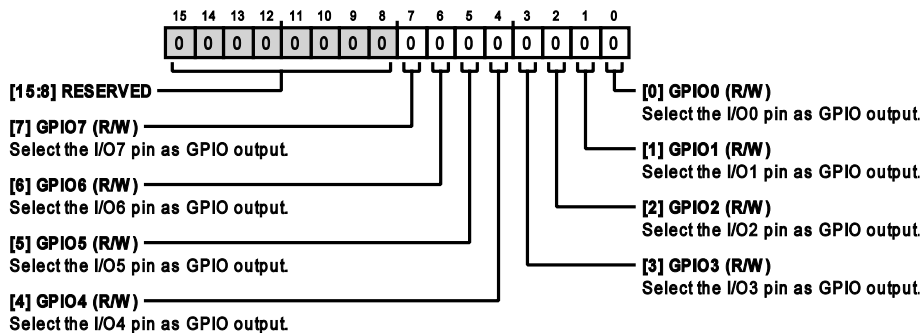 15 14 13 12 11 10 9 8 7 6 5 4 3 2 1 0
0 0 0 0 0 0 0 0 0 0 0 0 0 0 0 0
[15:8] RESERVED
[7] GPIO7 (R/W)
Select the I/O7 pin as GPIO output.
[6] GPIO6 (R/W)
Select the I/O6 pin as GPIO output.
[5] GPIO5 (R/W)
Select the I/O5 pin as GPIO output.
[4] GPIO4 (R/W)
Select the I/O4 pin as GPIO output.
[0] GPIO0 (R/W)
Select the I/O0 pin as GPIO output.
[1] GPIO1 (R/W)
Select the I/O1 pin as GPIO output.
[2] GPIO2 (R/W)
Select the I/O2 pin as GPIO output.
[3] GPIO3 (R/W)
Select the I/O3 pin as GPIO output.